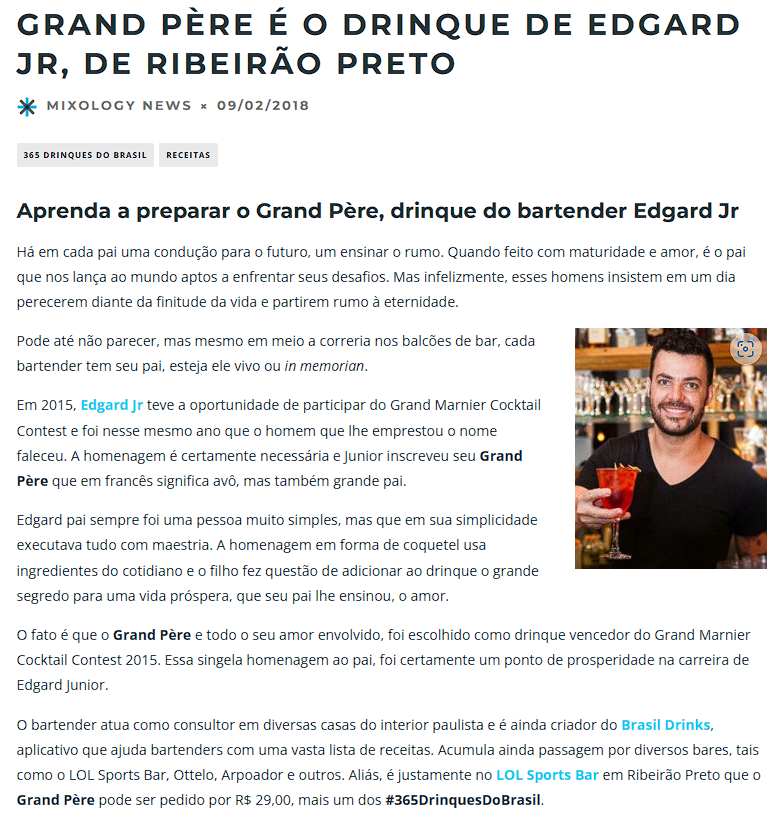 GRAND PÈRE É O DRINQUE DE EDGARD
JR, DE RIBEIRÃO PRETO
MIXOLOGY NEWS × 09/02/2018
365 DRINQUES DO BRASIL RECEITAS
Aprenda a preparar o Grand Père, drinque do bartender Edgard Jr
Há em cada pai uma condução para o futuro, um ensinar o rumo. Quando feito com maturidade e amor, é o pai
que nos lança ao mundo aptos a enfrentar seus desafios. Mas infelizmente, esses homens insistem em um dia
perecerem diante da finitude da vida e partirem rumo à eternidade.
Pode até não parecer, mas mesmo em meio a correria nos balcões de bar, cada
bartender tem seu pai, esteja ele vivo ou in memorian.
Em 2015, Edgard Jr teve a oportunidade de participar do Grand Marnier Cocktail
Contest e foi nesse mesmo ano que o homem que lhe emprestou o nome
faleceu. A homenagem é certamente necessária e Junior inscreveu seu Grand
Père que em francês significa avô, mas também grande pai.
Edgard pai sempre foi uma pessoa muito simples, mas que em sua simplicidade
executava tudo com maestria. A homenagem em forma de coquetel usa
ingredientes do cotidiano e o filho fez questão de adicionar ao drinque o grande
segredo para uma vida próspera, que seu pai lhe ensinou, o amor.
O fato é que o Grand Père e todo o seu amor envolvido, foi escolhido como drinque vencedor do Grand Marnier
Cocktail Contest 2015. Essa singela homenagem ao pai, foi certamente um ponto de prosperidade na carreira de
Edgard Junior.
O bartender atua como consultor em diversas casas do interior paulista e é ainda criador do Brasil Drinks,
aplicativo que ajuda bartenders com uma vasta lista de receitas. Acumula ainda passagem por diversos bares, tais
como o LOL Sports Bar, Ottelo, Arpoador e outros. Aliás, é justamente no LOL Sports Bar em Ribeirão Preto que o
Grand Père pode ser pedido por R$ 29,00, mais um dos #365DrinquesDoBrasil.